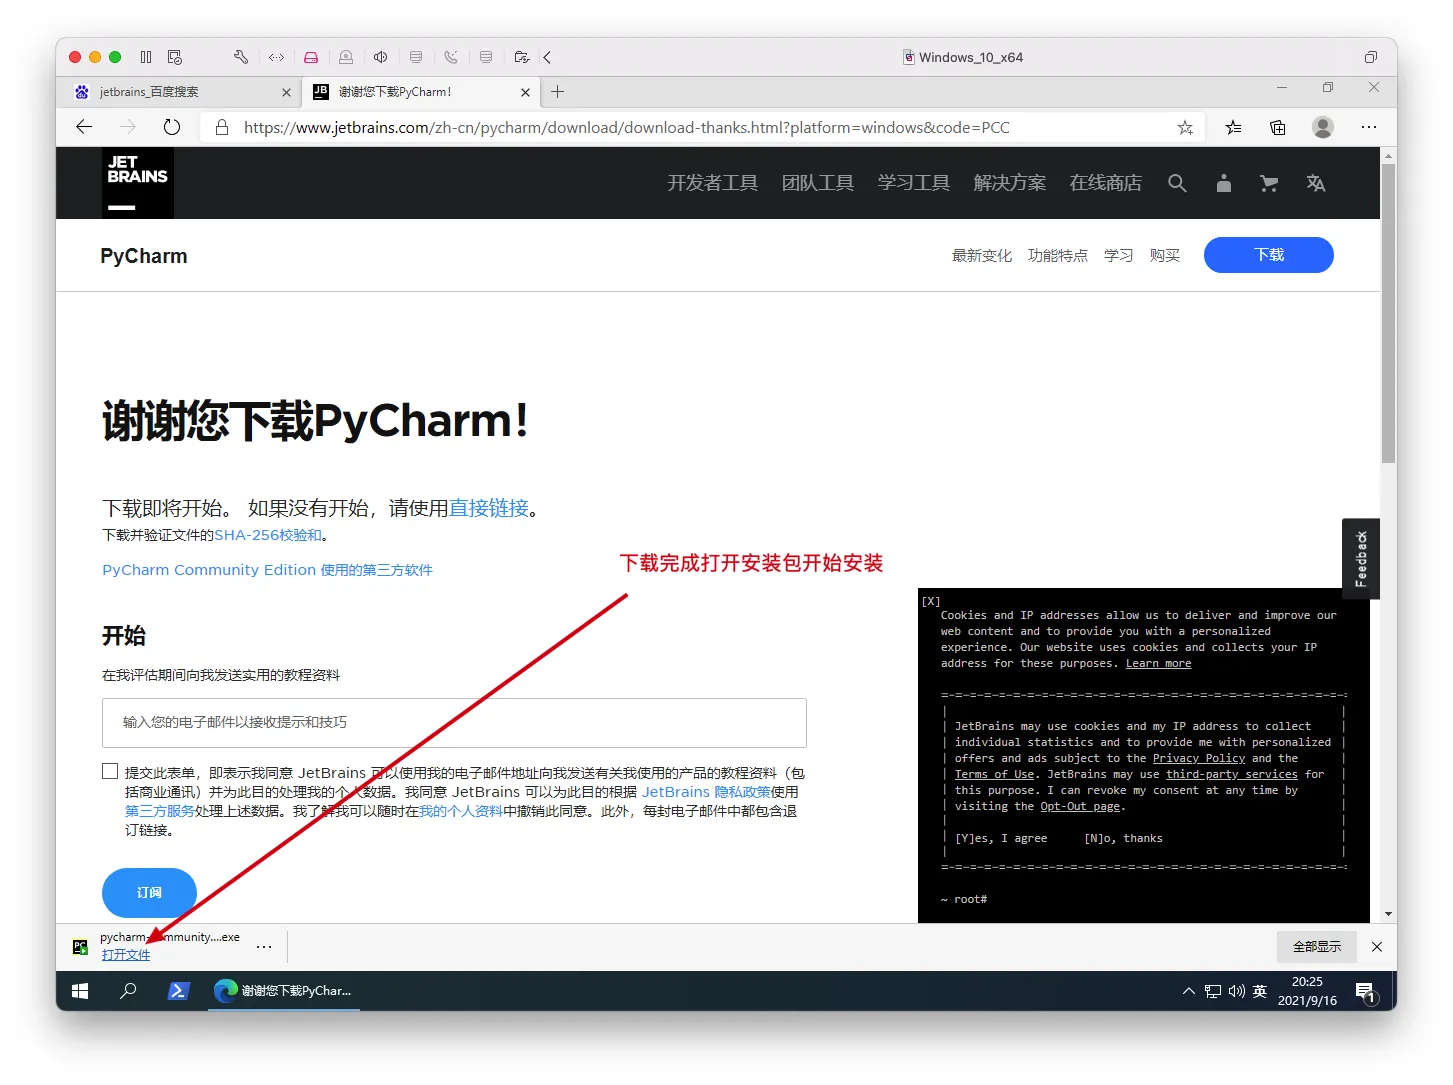 Windows_10_x64
jetbrains_百度搜索
JB
谢谢您下载PyCharm!
https://www.jetbrains.com/zh-cn/pycharm/download/download-thanks.html?platform=windows&code=PCC
JET
BRAINS
开发者工具 团队工具 学习工具 解决方案 在线商店
PyCharm
最新变化 功能特点 学习 购买 下载
谢谢您下载PyCharm!
下载即将开始。 如果没有开始，请使用直接链接。
下载并验证文件的SHA-256校验和。
下载完成打开安装包开始安装
PyCharm Community Edition 使用的第三方软件
Feedback
开始
在我评估期间向我发送实用的教程资料
输入您的电子邮件以接收提示和技巧
提交此表单，即表示我同意 JetBrains 可以使用我的电子邮件地址向我发送有关我使用的产品的教程资料（包
括商业通讯）并为此目的处理我的个人数据。我同意 JetBrains 可以为此目的根据 JetBrains 隐私政策使用
第三方服务处理上述数据。我了解我可以随时在我的个人资料中撤销此同意。此外，每封电子邮件中都包含退
订链接。
订阅
[X]
Cookies and IP addresses allow us to deliver and improve our
web content and to provide you with a personalized
experience. Our website uses cookies and collects your IP
address for these purposes. Learn more
JetBrains may use cookies and my IP address to collect
individual statistics and to provide me with personalized
offers and ads subject to the Privacy Policy and the
Terms of Use. JetBrains may use third-party services for
this purpose. I can revoke my consent at any time by
visiting the Opt-Out page.
[Y]es, I agree [N]o, thanks
~ root#
PC
pycharm-community....exe
打开文件
全部显示
谢谢您下载PyChar...
英
20:25
2021/9/16
1